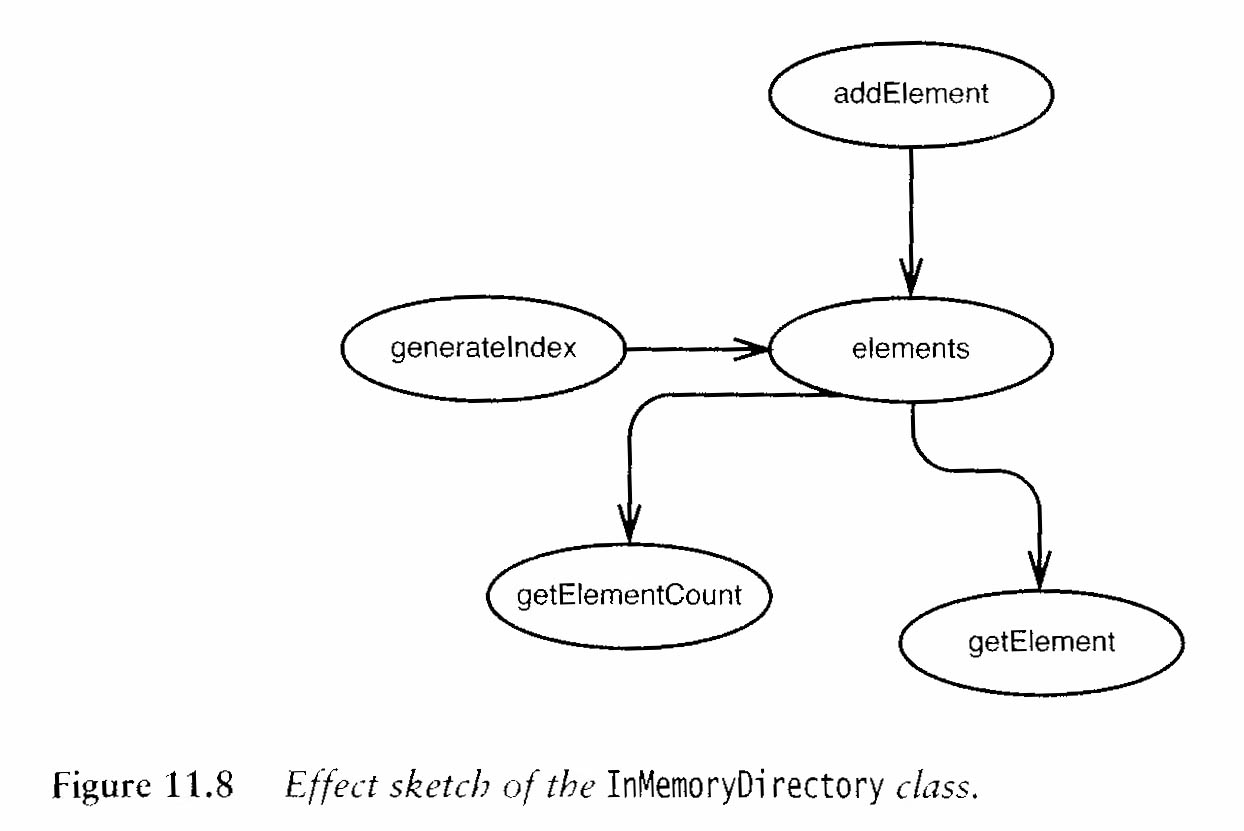 addElement
generateIndex
elements
getElementCount
getElement
Figure 11.8 Effect sketch of the InMemoryDirectory class.